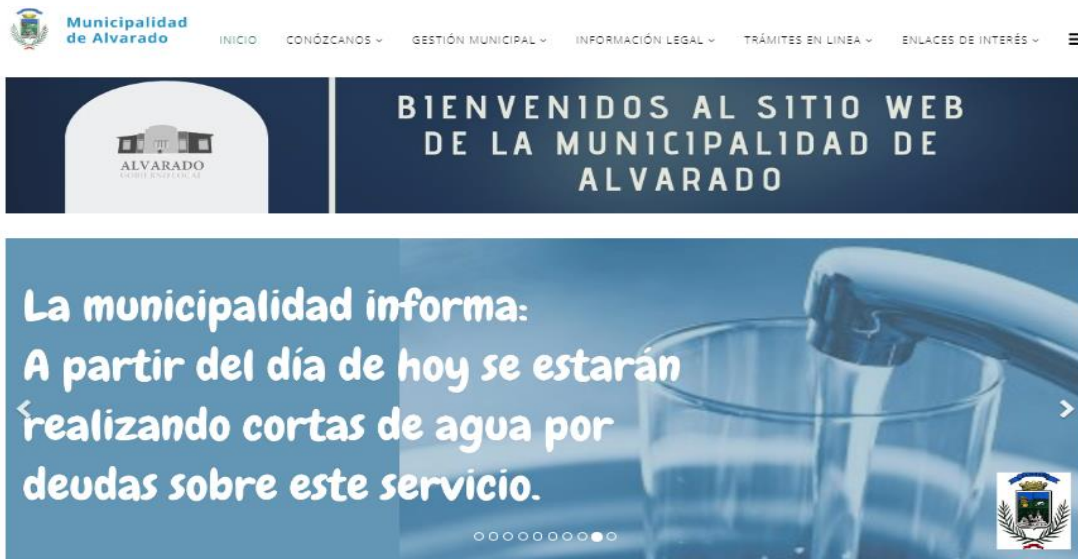 Municipalidad
de Alvarado
INICIO CONÓZCANOS GESTIÓN MUNICIPAL INFORMACIÓN LEGAL TRÁMITES EN LINEA ENLACES DE INTERÉS
ALVARADO
GOBIERNO LOCAL
BIENVENIDOS AL SITIO WEB
DE LA MUNICIPALIDAD DE
ALVARADO
La municipalidad informa:
A partir del día de hoy se estarán
realizando cortas de agua por
deudas sobre este servicio.